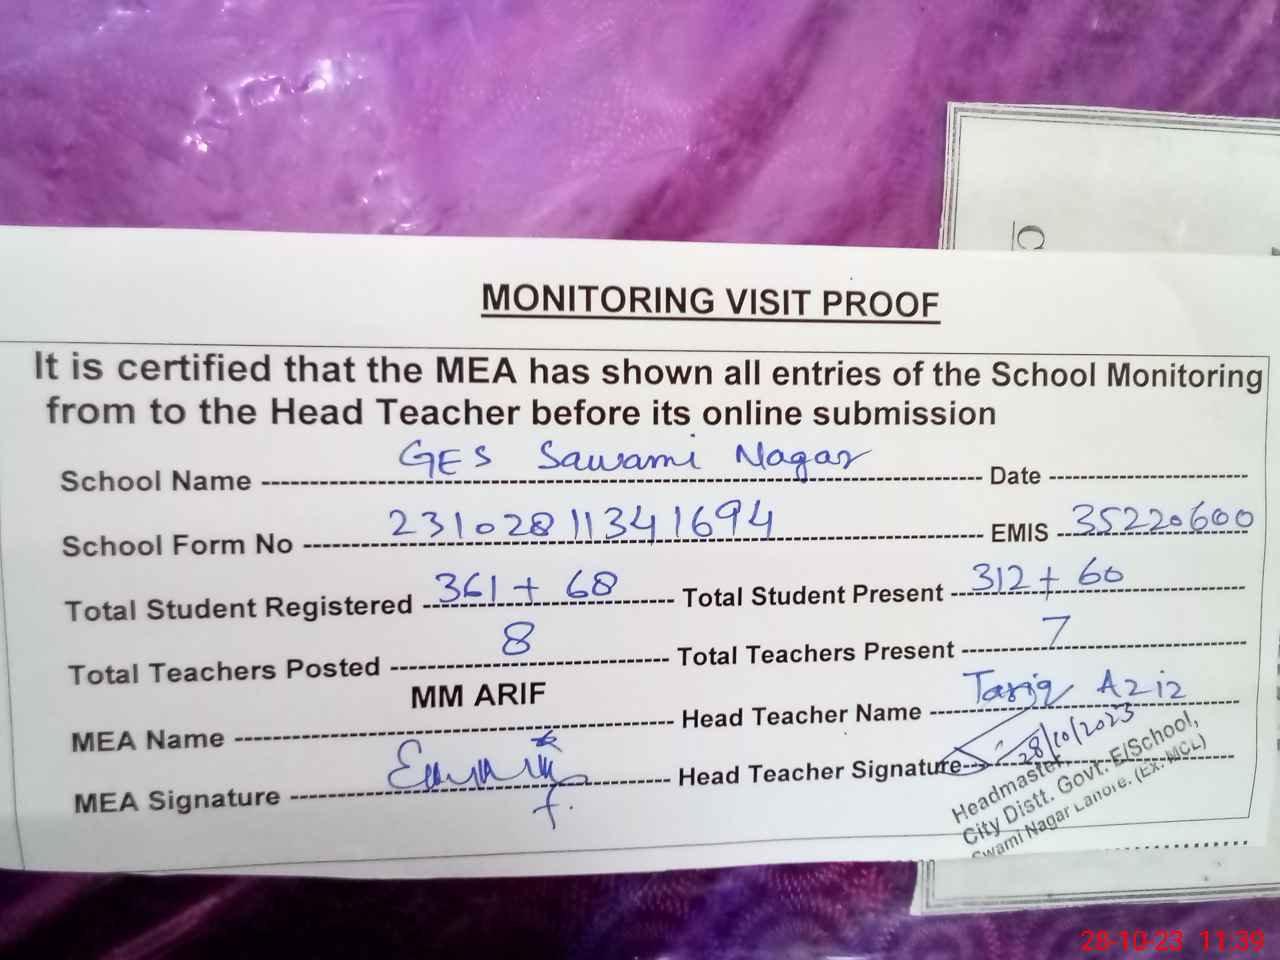 C
MONITORING VISIT PROOF
It is certified that the MEA has shown all entries of the School Monitoring
from to the Head Teacher before its online submission
School Name GES Sawami Nagar Date
School Form No 23102811341694 EMIS 35220600
Total Student Registered 361 + 68 Total Student Present 312 + 60
Total Teachers Posted 8 Total Teachers Present 7
MEA Name MM ARIF Head Teacher Name Tariq Aziz
MEA Signature Head Teacher Signature 28/10/2023
Headmaster,
City Distt. Govt. E/School,
Swami Nagar Lahore. (Ex. MCL)
28-10-23 11:39